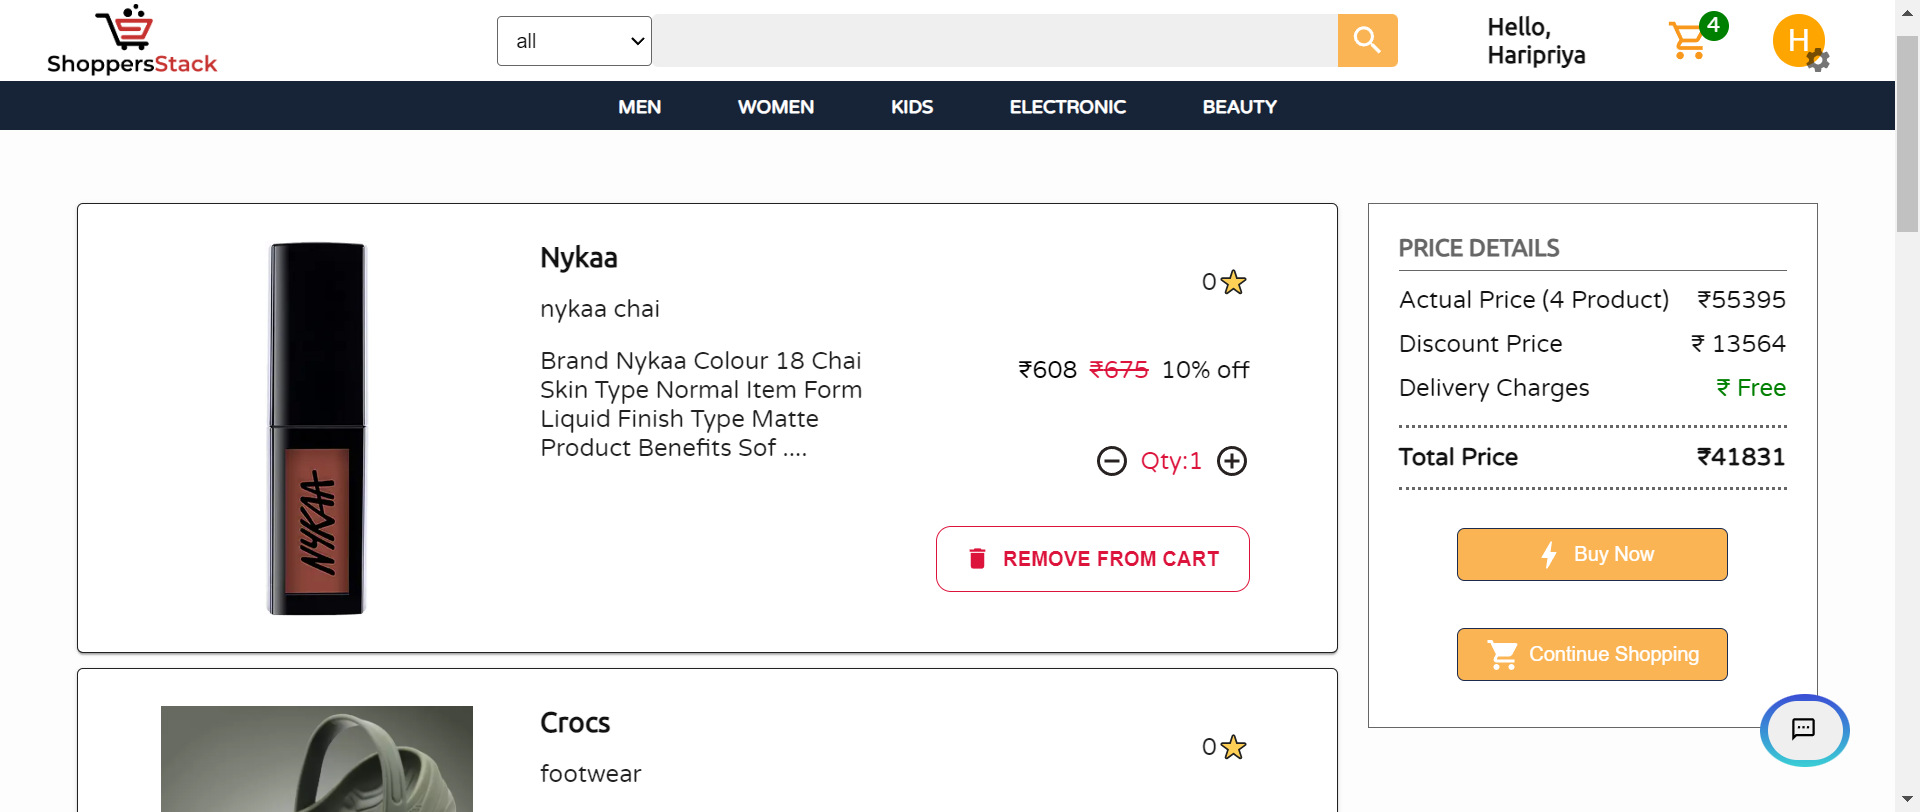 ShoppersStack
all
Hello,
Haripriya
4
H
MEN
WOMEN
KIDS
ELECTRONIC
BEAUTY
Nykaa
0
nykaa chai
Brand Nykaa Colour 18 Chai
Skin Type Normal Item Form
Liquid Finish Type Matte
Product Benefits Sof ....
₹608 ₹675 10% off
Qty:1
REMOVE FROM CART
NYKAA
Crocs
0
footwear
PRICE DETAILS
Actual Price (4 Product) ₹55395
Discount Price ₹ 13564
Delivery Charges ₹ Free
Total Price ₹41831
Buy Now
Continue Shopping